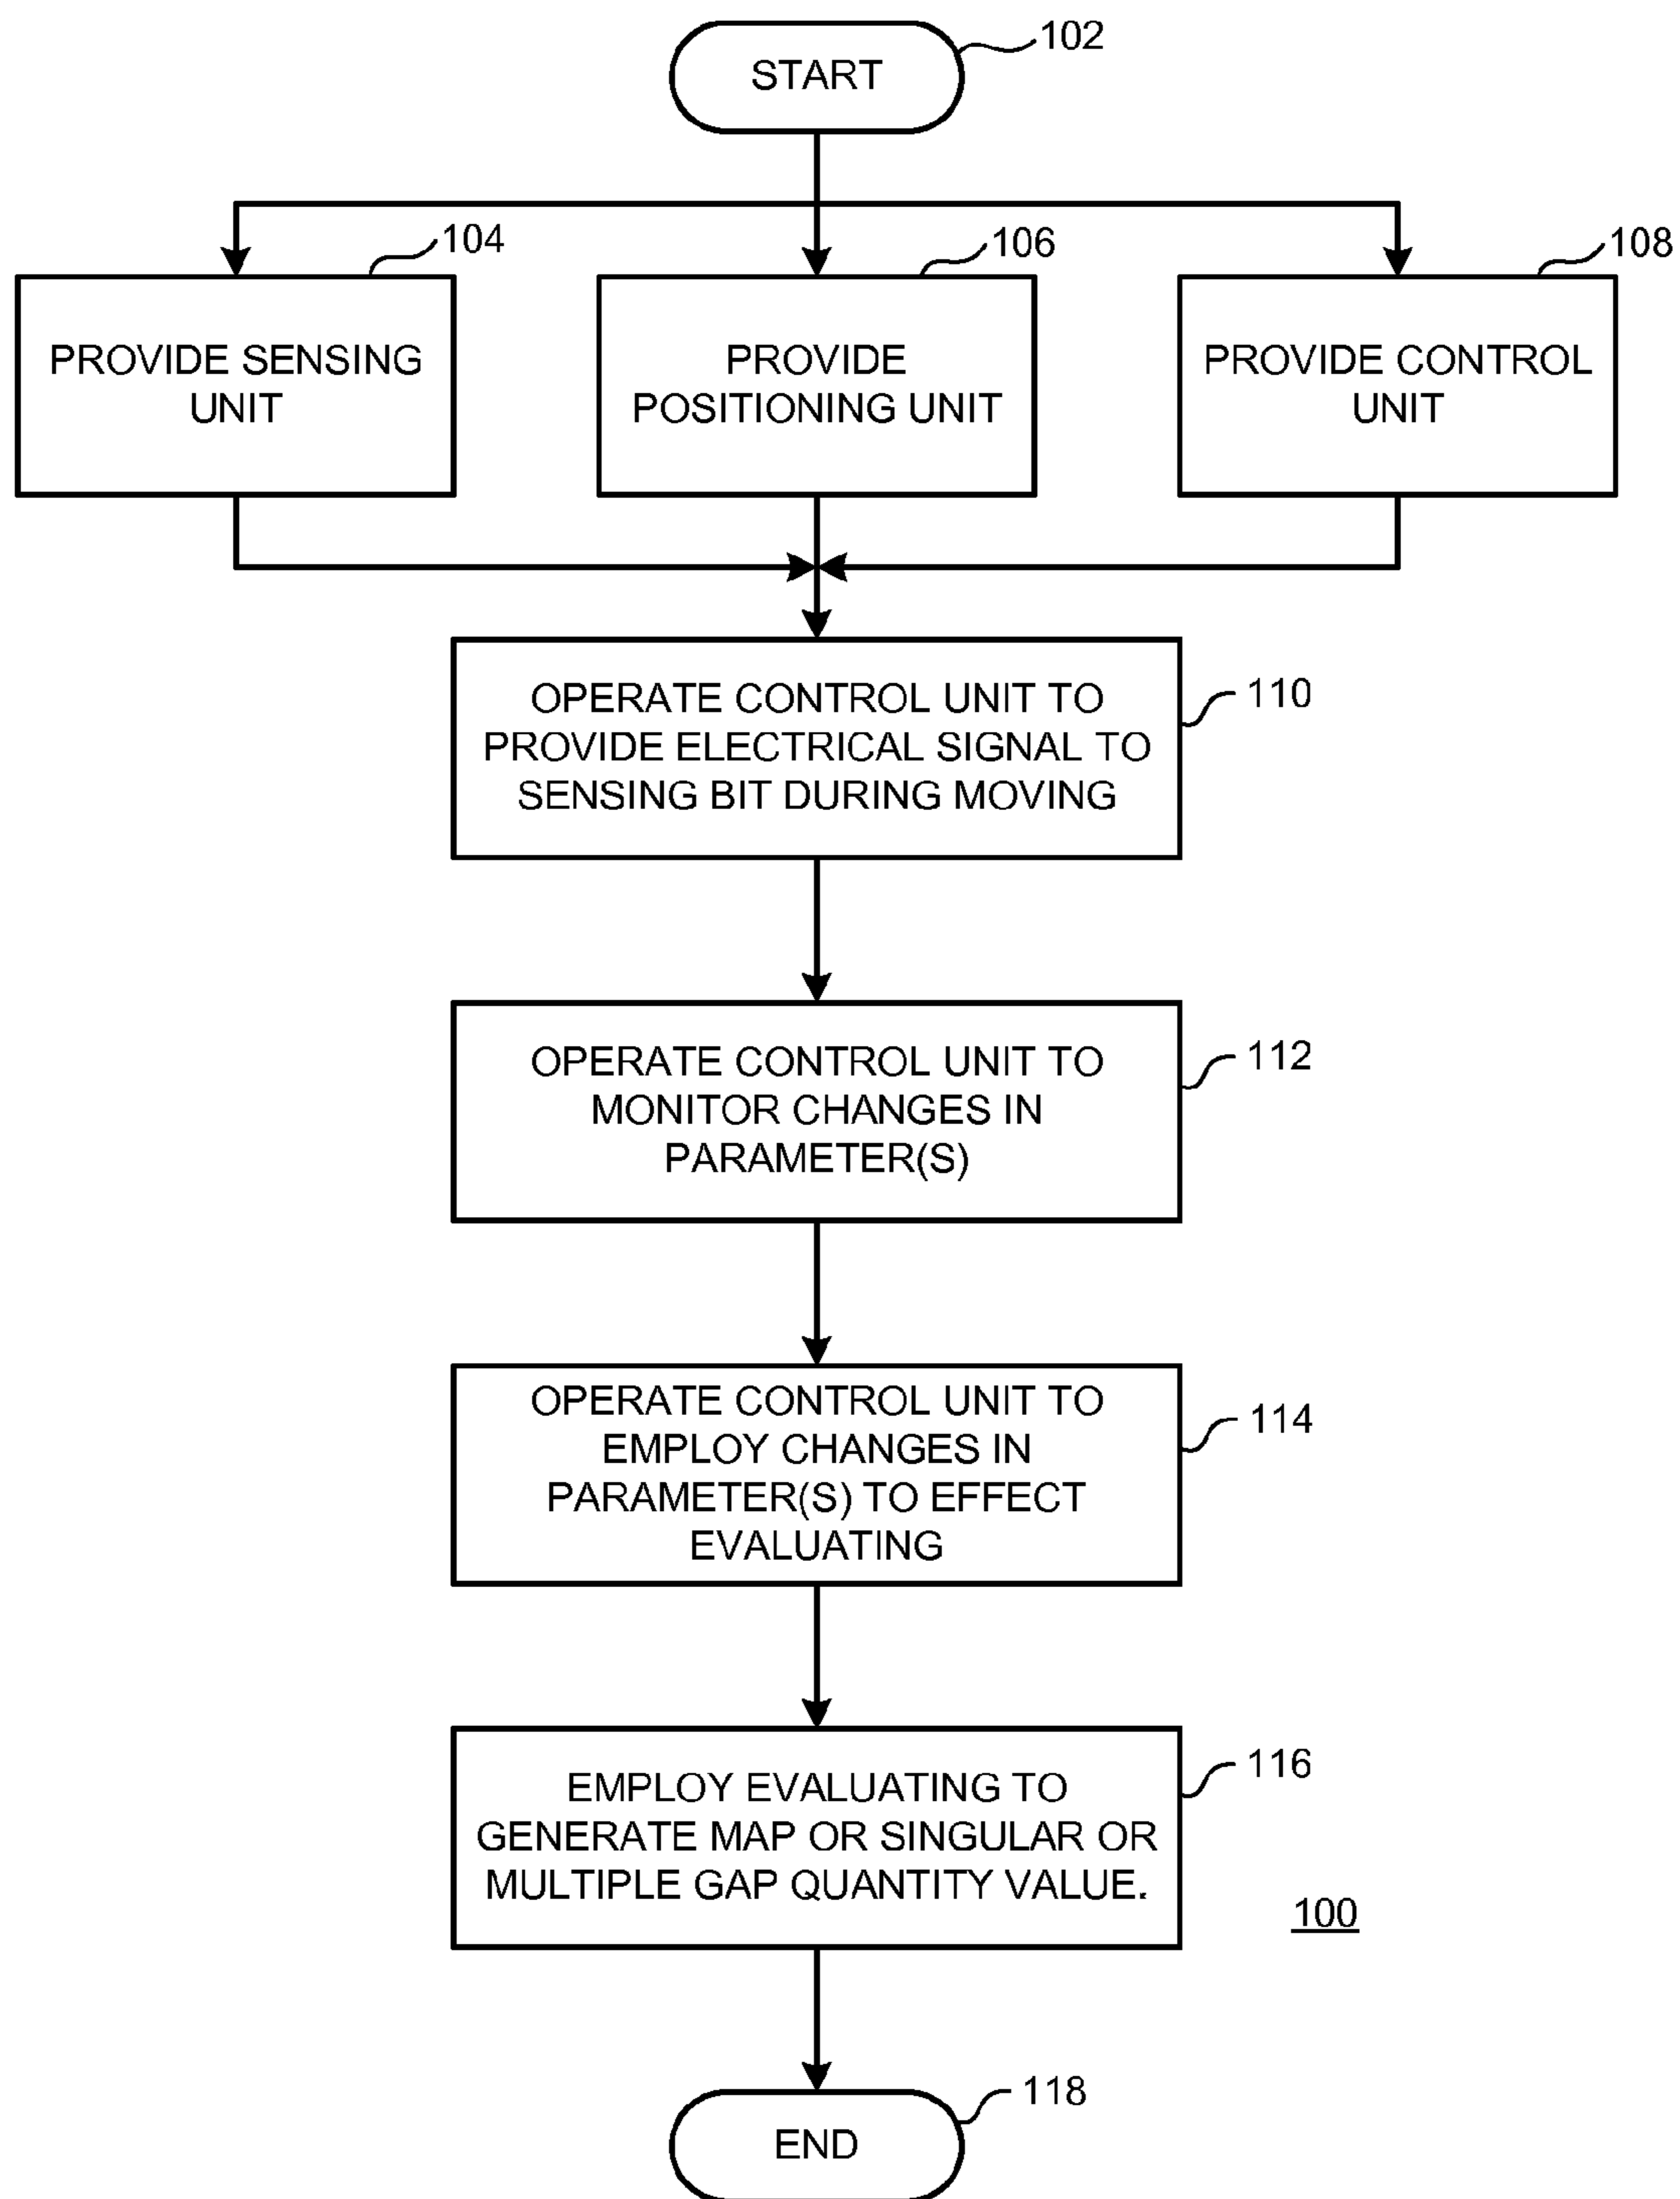 102
START
104
106
108
PROVIDE SENSING
UNIT
PROVIDE
POSITIONING UNIT
PROVIDE CONTROL
UNIT
110
OPERATE CONTROL UNIT TO
PROVIDE ELECTRICAL SIGNAL TO
SENSING BIT DURING MOVING
112
OPERATE CONTROL UNIT TO
MONITOR CHANGES IN
PARAMETER(S)
114
OPERATE CONTROL UNIT TO
EMPLOY CHANGES IN
PARAMETER(S) TO EFFECT
EVALUATING
116
EMPLOY EVALUATING TO
GENERATE MAP OR SINGULAR OR
MULTIPLE GAP QUANTITY VALUE.
100
118
END